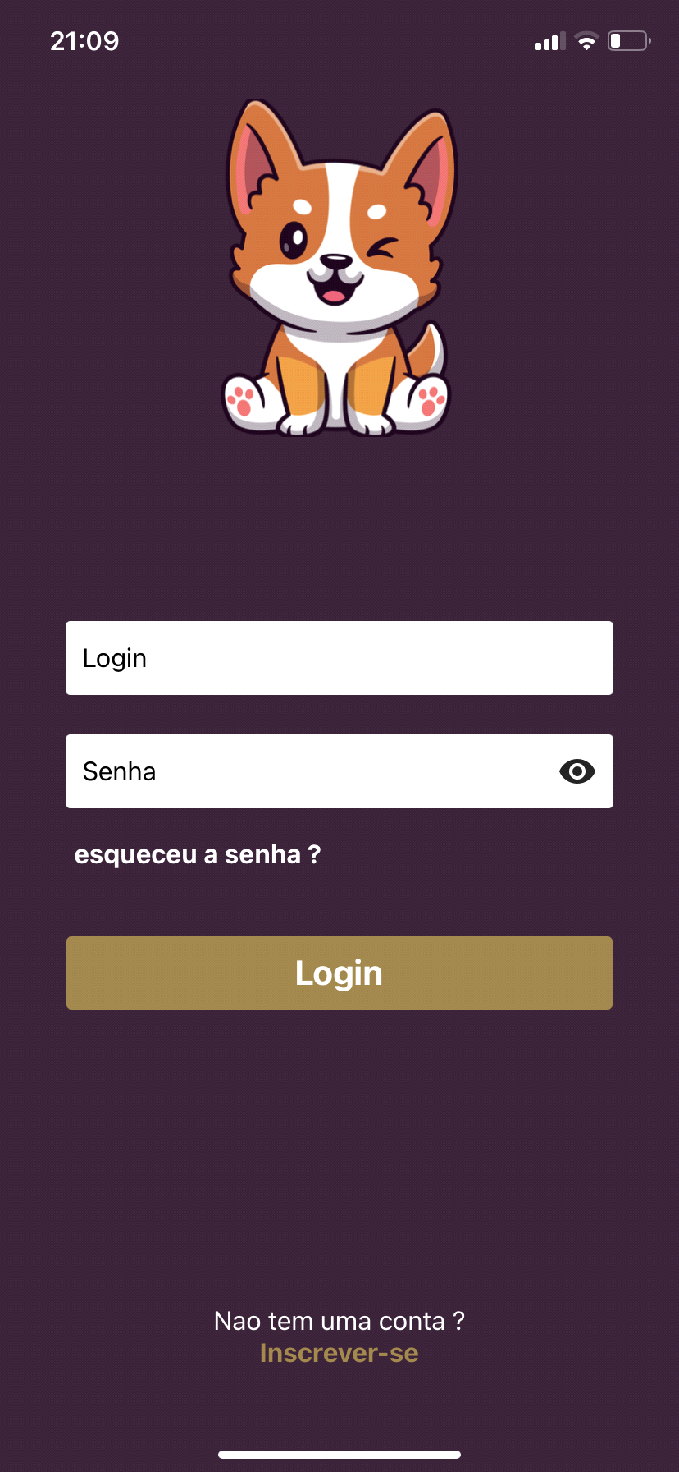 21:09
Login
Senha
esqueceu a senha ?
Login
Nao tem uma conta ?
Inscrever-se